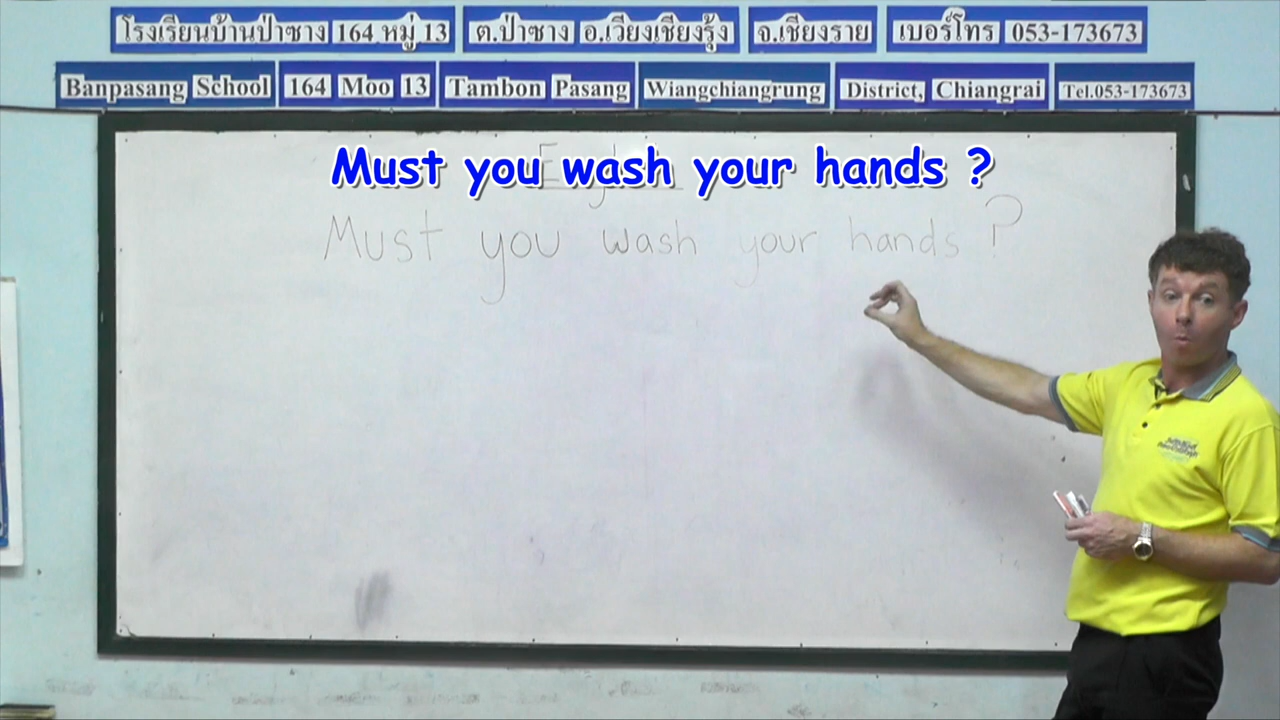 โรงเรียนบ้านป่าซาง 164 หมู่ 13 ต.ป่าซาง อ.เวียงเชียงรุ้ง จ.เชียงราย เบอร์โทร 053-173673
Banpasang School 164 Moo 13 Tambon Pasang Wiangchiangrung District, Chiangrai Tel.053-173673
Must you wash your hands ?
Must you wash your hands ?